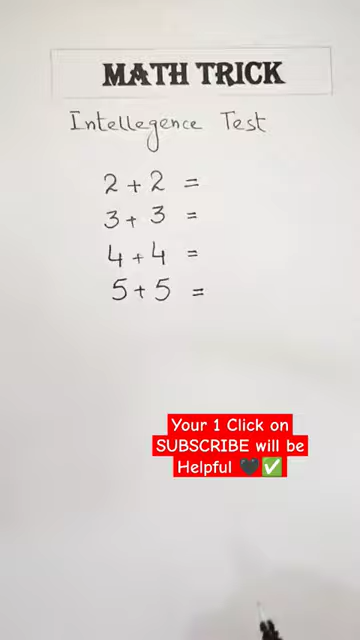 MATH TRICK
Intellegence Test
2 + 2 =
3 + 3 =
4 + 4 =
5 + 5 =
Your 1 Click on
SUBSCRIBE will be
Helpful 🖤✅